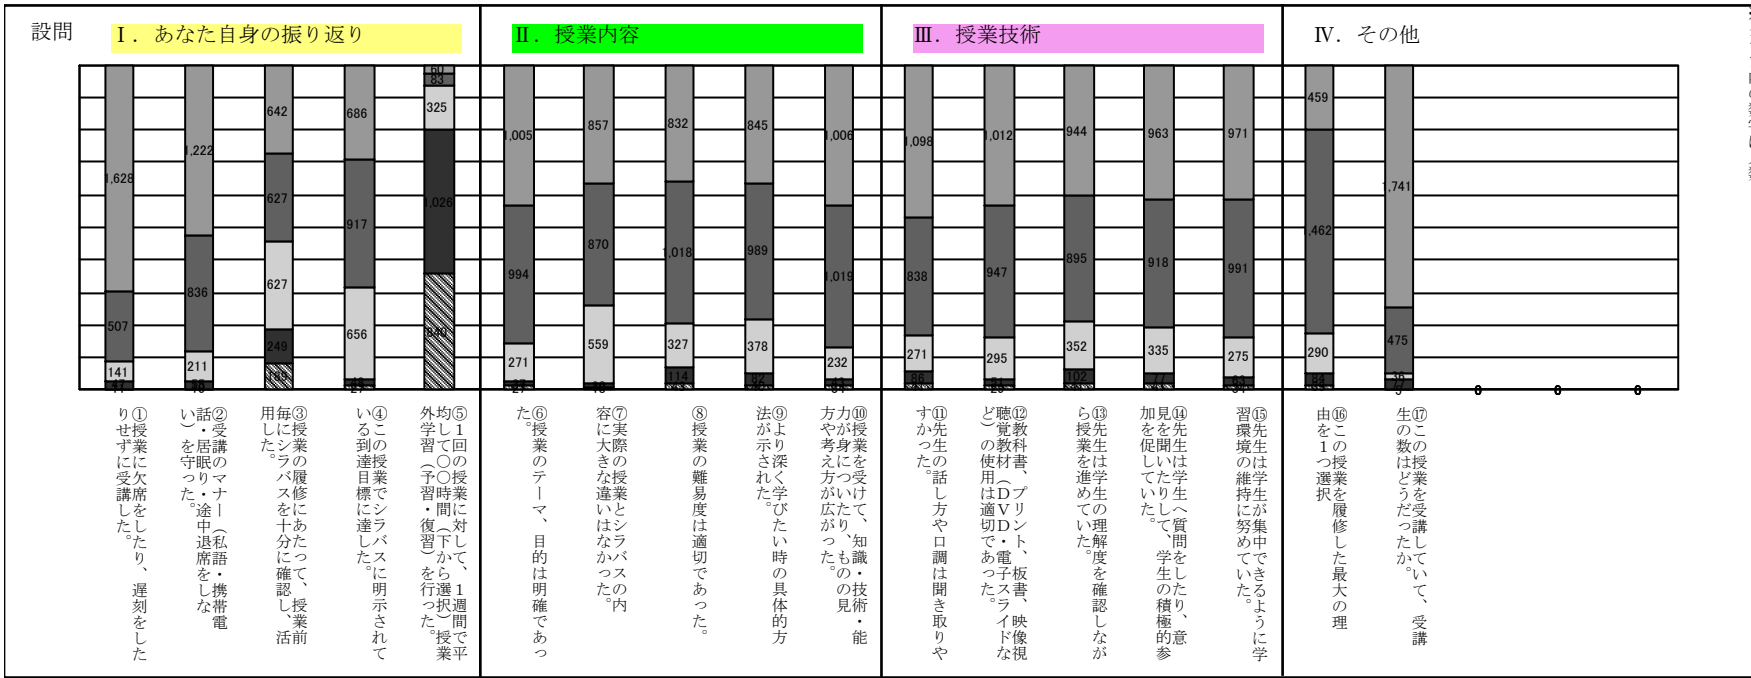 設問
Ⅰ．あなた自身の振り返り
Ⅱ．授業内容
Ⅲ．授業技術
Ⅳ．その他
1,628
507
141
47
1,222
836
211
642
627
627
249
189
686
917
656
60
83
325
1,026
840
1,005
994
271
857
870
559
832
1,018
327
114
845
989
378
82
1,006
1,019
232
1,098
838
271
86
1,012
947
295
51
944
895
352
102
963
918
335
77
971
991
275
63
459
1,462
290
84
1,741
475
36
0
0
0
①授業に欠席をしたり、遅刻をした
りせずに受講した。
②受講のマナー（私語・携帯電
話・居眠り・途中退席をしな
い）を守った。
③授業の履修にあたって、授業前
毎にシラバスを十分に確認し、活
用した。
④この授業でシラバスに明示されて
いる到達目標に達した。
⑤１回の授業に対して、１週間で平
均して〇〇時間（下から選択）授業
外学習（予習・復習）を行った。
⑥授業のテーマ、目的は明確であっ
た。
⑦実際の授業とシラバスの内
容に大きな違いはなかった。
⑧授業の難易度は適切であった。
⑨より深く学びたい時の具体的方
法が示された。
⑩授業を受けて、知識・技術・能
力が身についたり、ものの見
方や考え方が広がった。
⑪先生の話し方や口調は聞き取りや
すかった。
⑫教科書、プリント、板書、映像視
聴覚教材（ＤＶＤ・電子スライドな
ど）の使用は適切であった。
⑬先生は学生の理解度を確認しなが
ら授業を進めていた。
⑭先生は学生へ質問をしたり、意
見を聞いたりして、学生の積極的参
加を促していた。
⑮先生は学生が集中できるように学
習環境の維持に努めていた。
⑯この授業を履修した最大の理
由を１つ選択
⑰この授業を受講していて、受講
生の数はどうだったか。